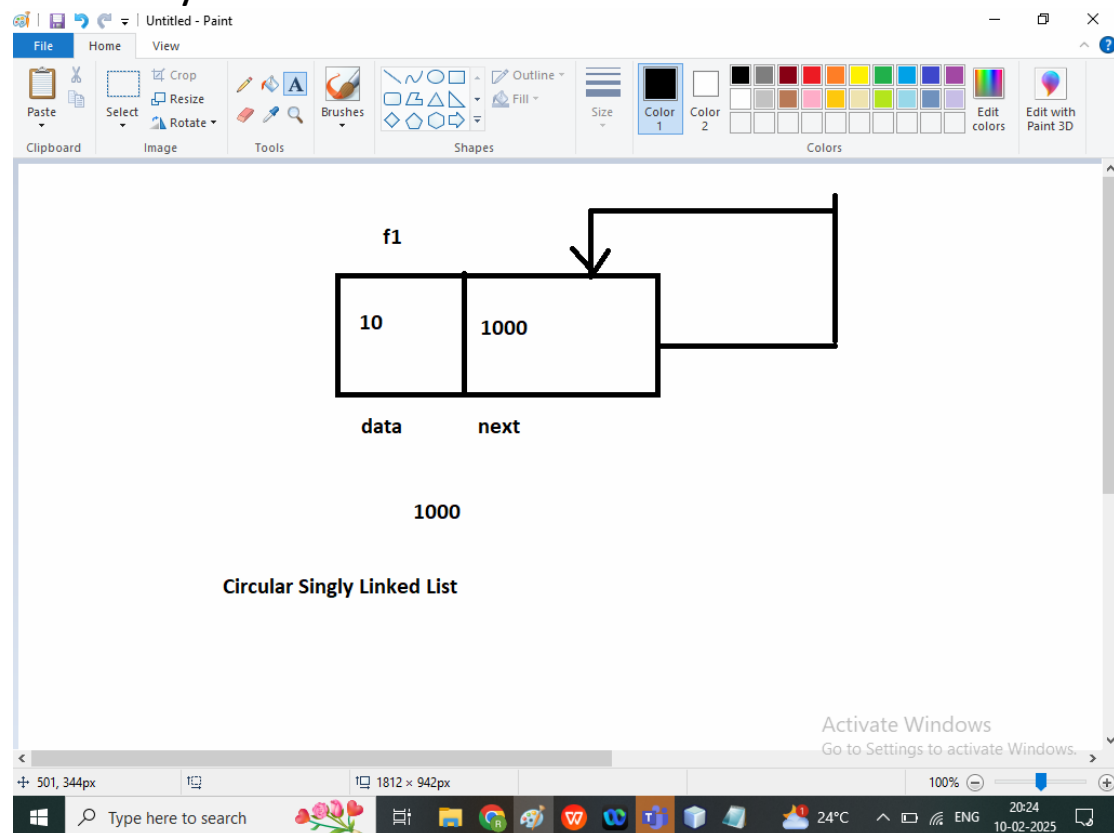 Untitled - Paint
File Home View
Paste
Select
Crop
Resize
Rotate
A
Brushes
Outline
Fill
Size
Color 1
Color 2
Edit colors
Edit with Paint 3D
Clipboard Image Tools Shapes Colors
f1
10 1000
data next
1000
Circular Singly Linked List
Activate Windows
Go to Settings to activate Windows.
501, 344px 1812 × 942px 100%
Type here to search 24°C ENG 20:24
10-02-2025